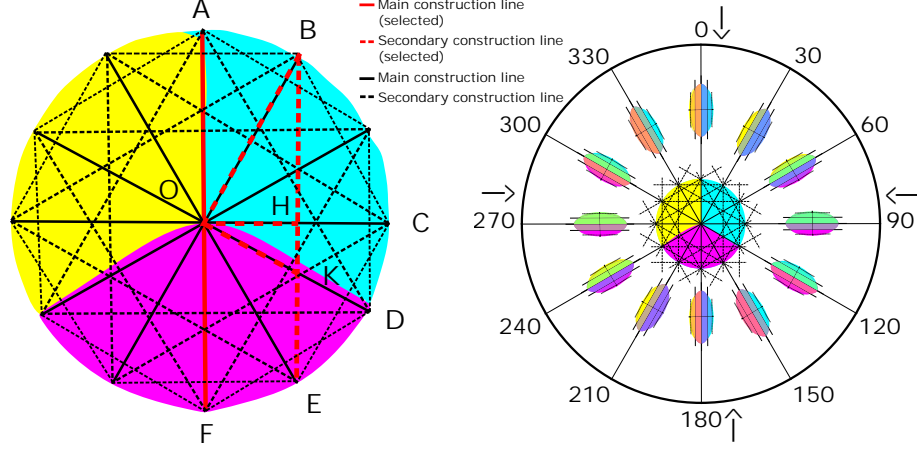 A
B
O
H
C
K
D
E
F
Main construction line
(selected)
Secondary construction line
(selected)
Main construction line
Secondary construction line
0
30
60
90
120
150
180
210
240
270
300
330